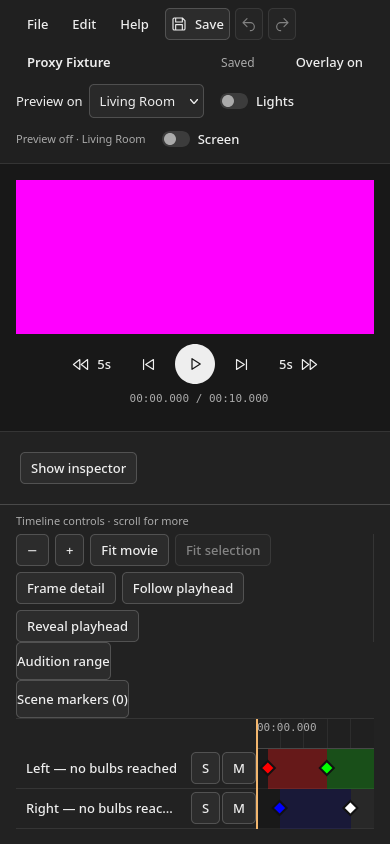 File Edit Help Save
Proxy Fixture Saved Overlay on
Preview on Living Room Lights
Preview off · Living Room Screen
5s 5s
00:00.000 / 00:10.000
Show inspector
Timeline controls · scroll for more
− + Fit movie Fit selection
Frame detail Follow playhead
Reveal playhead
Audition range
Scene markers (0)
00:00.000
Left — no bulbs reached S M
Right — no bulbs reac... S M